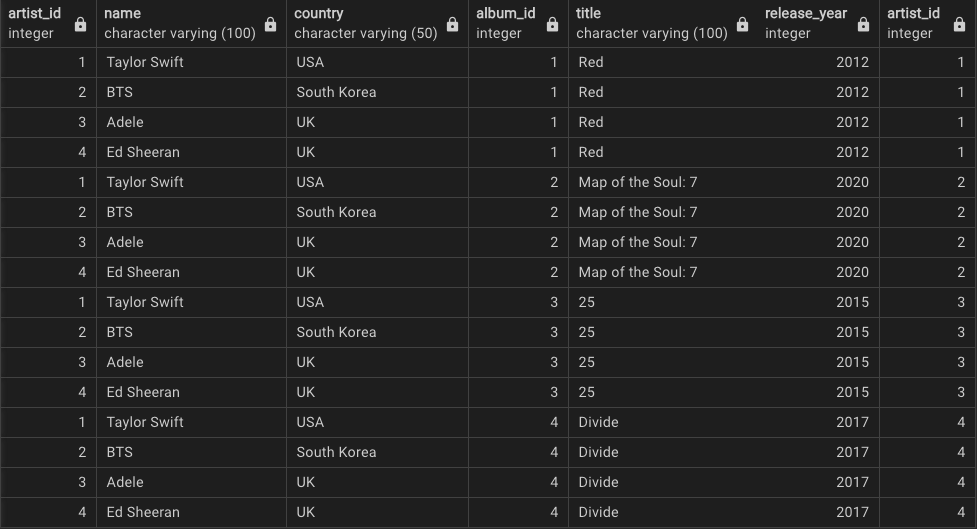 artist_id name country album_id title release_year artist_id
integer character varying (100) character varying (50) integer character varying (100) integer integer
1 Taylor Swift USA 1 Red 2012 1
2 BTS South Korea 1 Red 2012 1
3 Adele UK 1 Red 2012 1
4 Ed Sheeran UK 1 Red 2012 1
1 Taylor Swift USA 2 Map of the Soul: 7 2020 2
2 BTS South Korea 2 Map of the Soul: 7 2020 2
3 Adele UK 2 Map of the Soul: 7 2020 2
4 Ed Sheeran UK 2 Map of the Soul: 7 2020 2
1 Taylor Swift USA 3 25 2015 3
2 BTS South Korea 3 25 2015 3
3 Adele UK 3 25 2015 3
4 Ed Sheeran UK 3 25 2015 3
1 Taylor Swift USA 4 Divide 2017 4
2 BTS South Korea 4 Divide 2017 4
3 Adele UK 4 Divide 2017 4
4 Ed Sheeran UK 4 Divide 2017 4